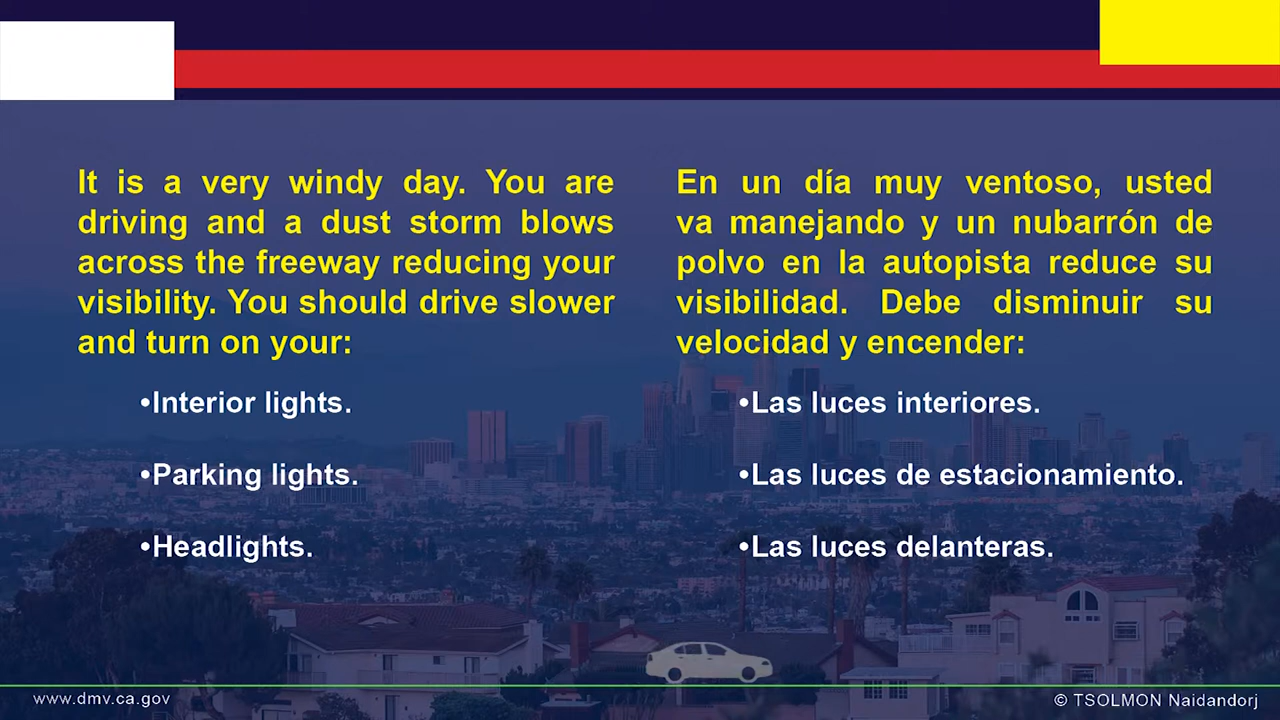 It is a very windy day. You are
driving and a dust storm blows
across the freeway reducing your
visibility. You should drive slower
and turn on your:
•Interior lights.
•Parking lights.
•Headlights.
En un día muy ventoso, usted
va manejando y un nubarrón de
polvo en la autopista reduce su
visibilidad. Debe disminuir su
velocidad y encender:
•Las luces interiores.
•Las luces de estacionamiento.
•Las luces delanteras.
www.dmv.ca.gov
© TSOLMON Naidandorj